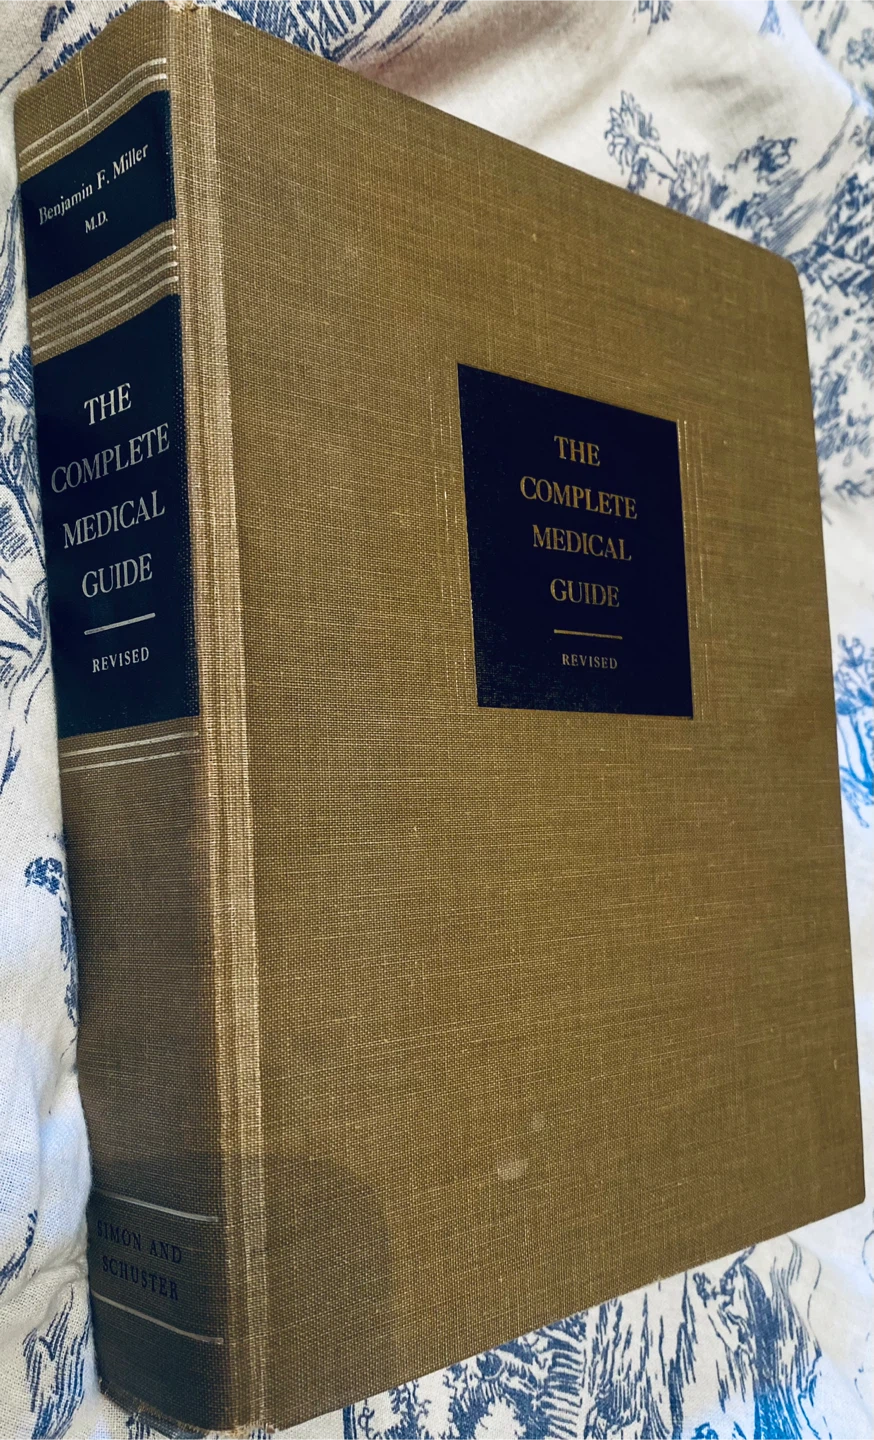 Benjamin F. Miller
M.D.
THE
COMPLETE
MEDICAL
GUIDE
REVISED
SIMON AND
SCHUSTER
THE
COMPLETE
MEDICAL
GUIDE
REVISED